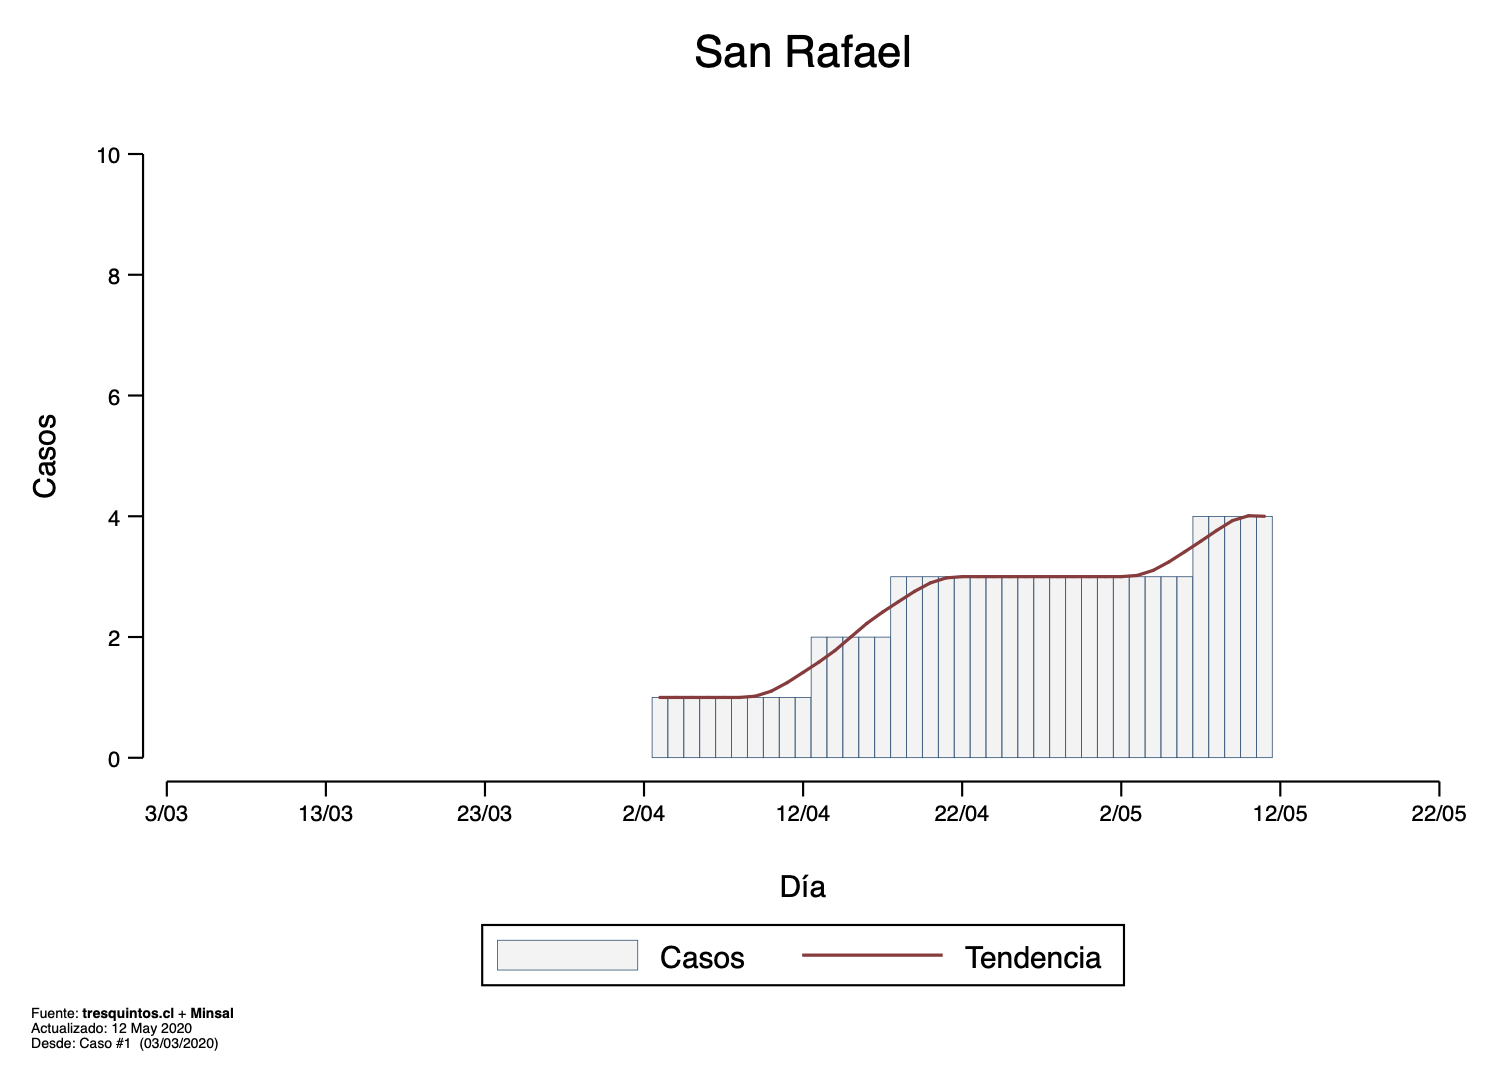 San Rafael
10
8
6
4
2
0
Casos
3/03 13/03 23/03 2/04 12/04 22/04 2/05 12/05 22/05
Día
Casos Tendencia
Fuente: tresquintos.cl + Minsal
Actualizado: 12 May 2020
Desde: Caso #1 (03/03/2020)